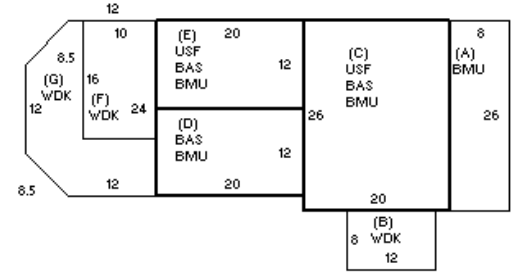 12
10
(E) 20
USF
BAS 12
BMU
8.5
(G)
WDK
12
16
(F)
WDK 24
(D)
BAS
BMU 12
20
12
8.5
(C)
USF
BAS
BMU
26
20
8
(A)
BMU
26
(B)
8 WDK
12